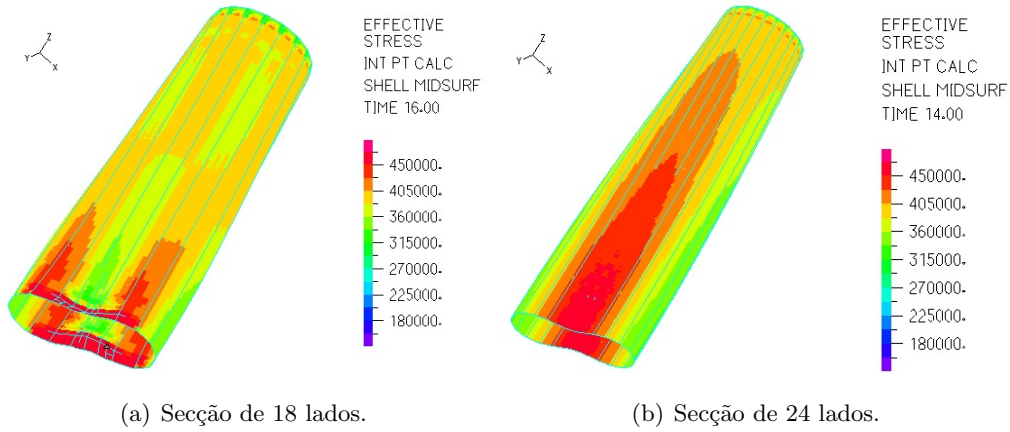 Z
Y
X
EFFECTIVE
STRESS
INT PT CALC
SHELL MIDSURF
TIME 16.00
450000.
405000.
360000.
315000.
270000.
225000.
180000.
(a) Secção de 18 lados.
Z
Y
X
EFFECTIVE
STRESS
INT PT CALC
SHELL MIDSURF
TIME 14.00
450000.
405000.
360000.
315000.
270000.
225000.
180000.
(b) Secção de 24 lados.